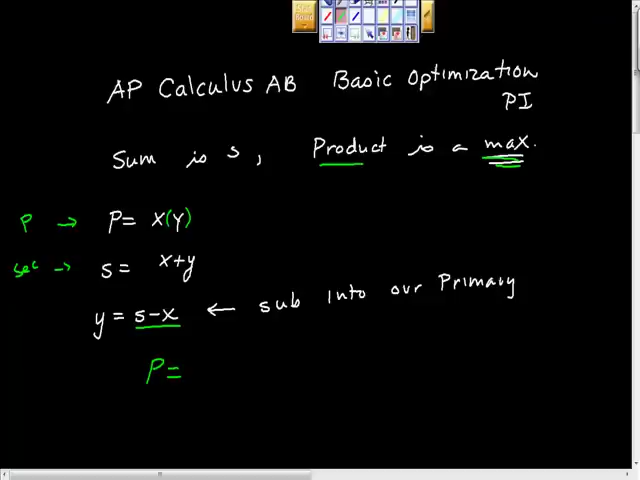 AP Calculus AB Basic Optimization
PI
Sum is S, Product is a max.
P → P= x(y)
sec → S= x+y
y = S-x ← sub into our Primary
P=